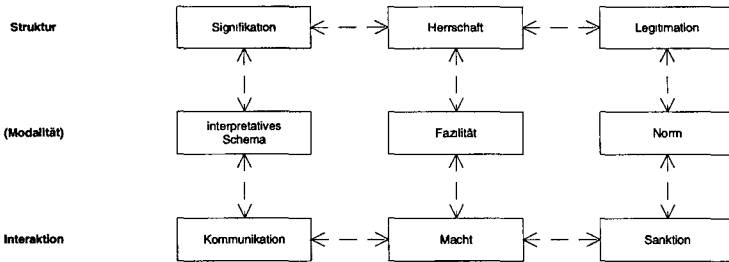 Struktur Signifikation Herrschaft Legitimation
(Modalität) interpretatives Schema Fazilität Norm
Interaktion Kommunikation Macht Sanktion